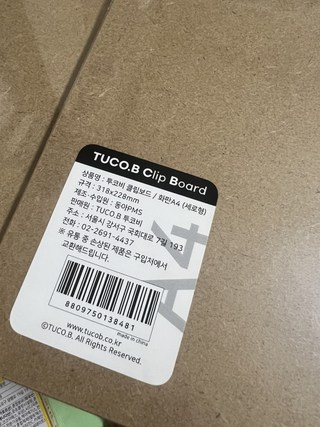 TUCO.B Clip Board
상품명 : 투코비 클립보드 / 화판A4 (세로형)
규격 : 318x228mm
제조·수입원 : 동아PMS
판매원 : TUCO.B 투코비
주소 : 서울시 강서구 국회대로 7길 193
전화 : 02-2691-4437
※ 유통 중 손상된 제품은 구입처에서
교환해드립니다.
A4
8809750138481
made in china
www.tucob.co.kr
©TUCO.B. All Rights Reserved.